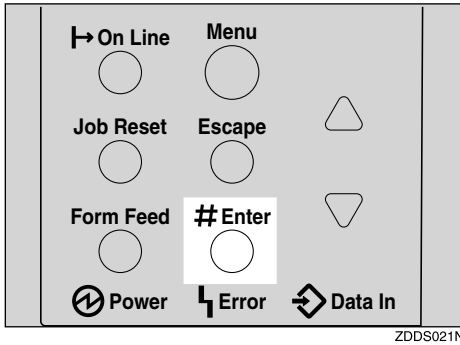 On Line Menu
Job Reset Escape
Form Feed # Enter
Power Error Data In
ZDDS021N